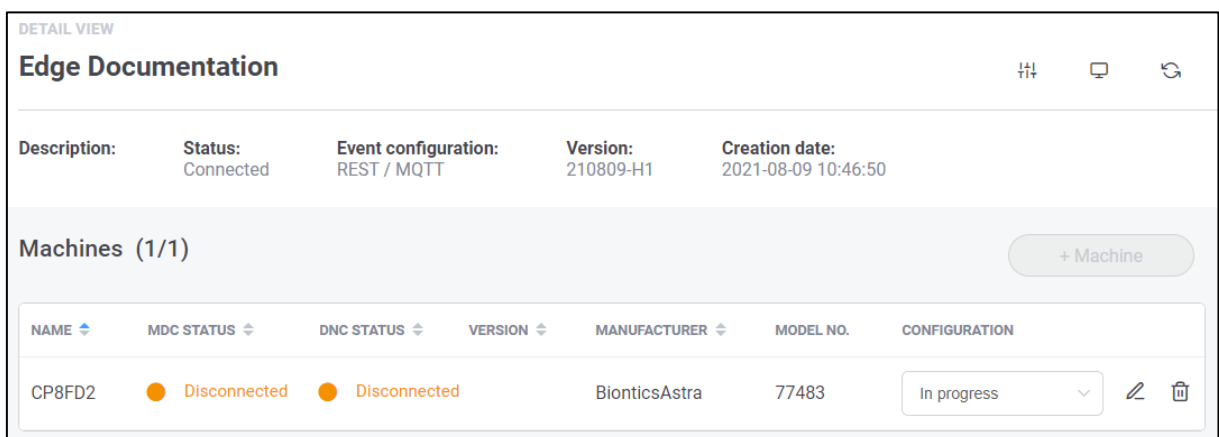 DETAIL VIEW
Edge Documentation
Description: Status: Event configuration: Version: Creation date:
Connected REST / MQTT 210809-H1 2021-08-09 10:46:50
Machines (1/1)
+ Machine
NAME MDC STATUS DNC STATUS VERSION MANUFACTURER MODEL NO. CONFIGURATION
CP8FD2 Disconnected Disconnected BionticsAstra 77483 In progress